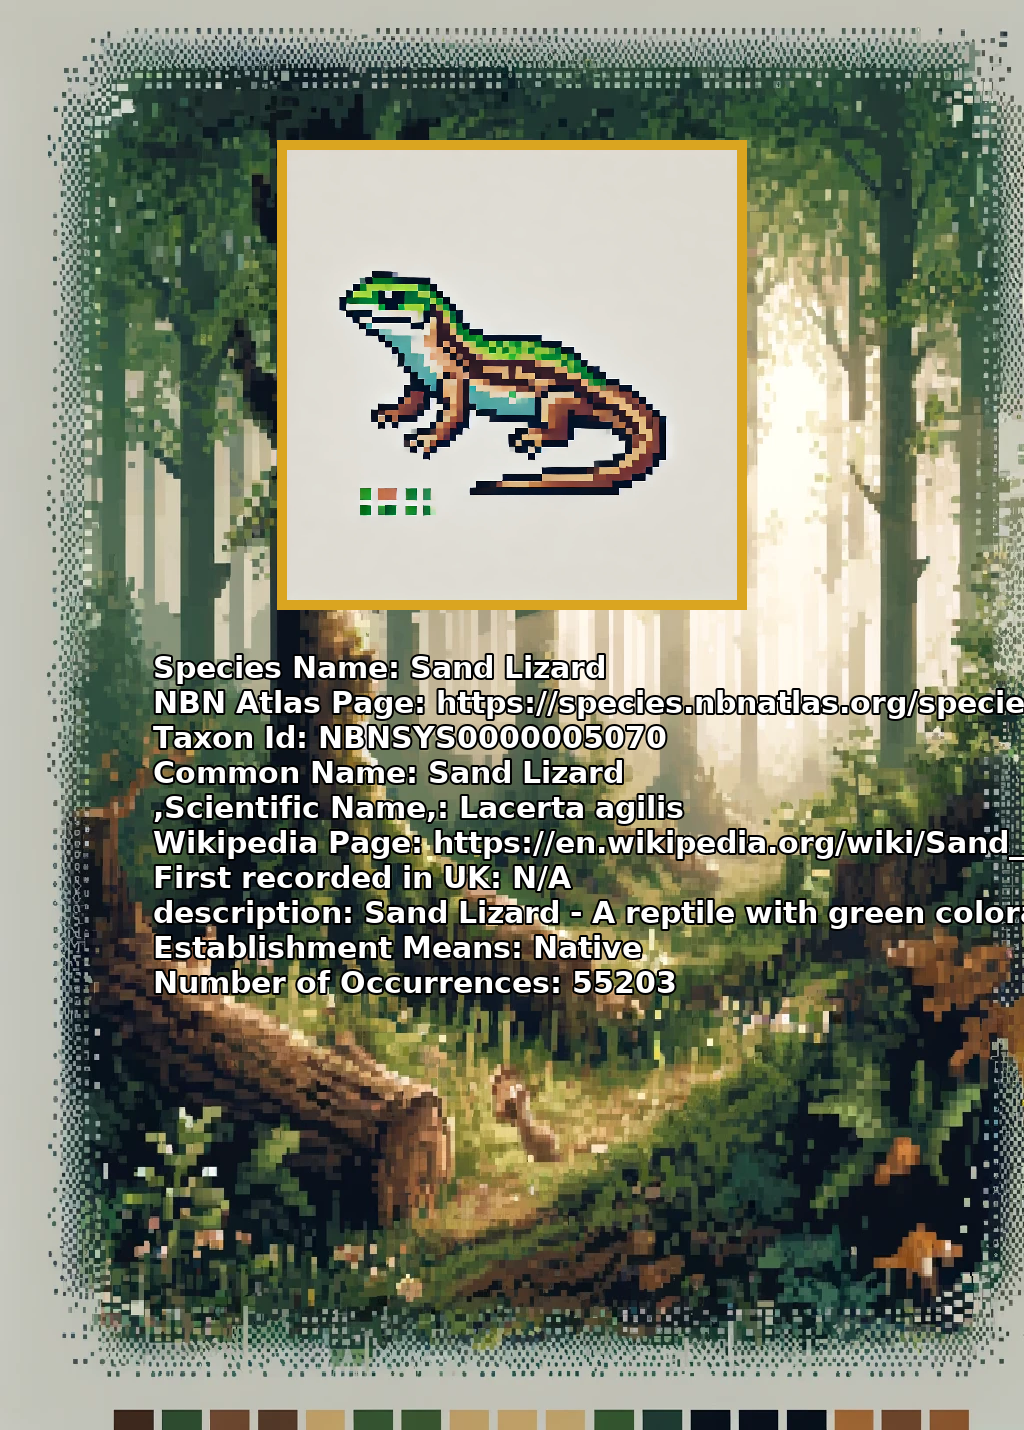 Species Name: Sand Lizard
NBN Atlas Page: https://species.nbnatlas.org/specie
Taxon Id: NBNSYS0000005070
Common Name: Sand Lizard
,Scientific Name,: Lacerta agilis
Wikipedia Page: https://en.wikipedia.org/wiki/Sand_
First recorded in UK: N/A
description: Sand Lizard - A reptile with green colora
Establishment Means: Native
Number of Occurrences: 55203